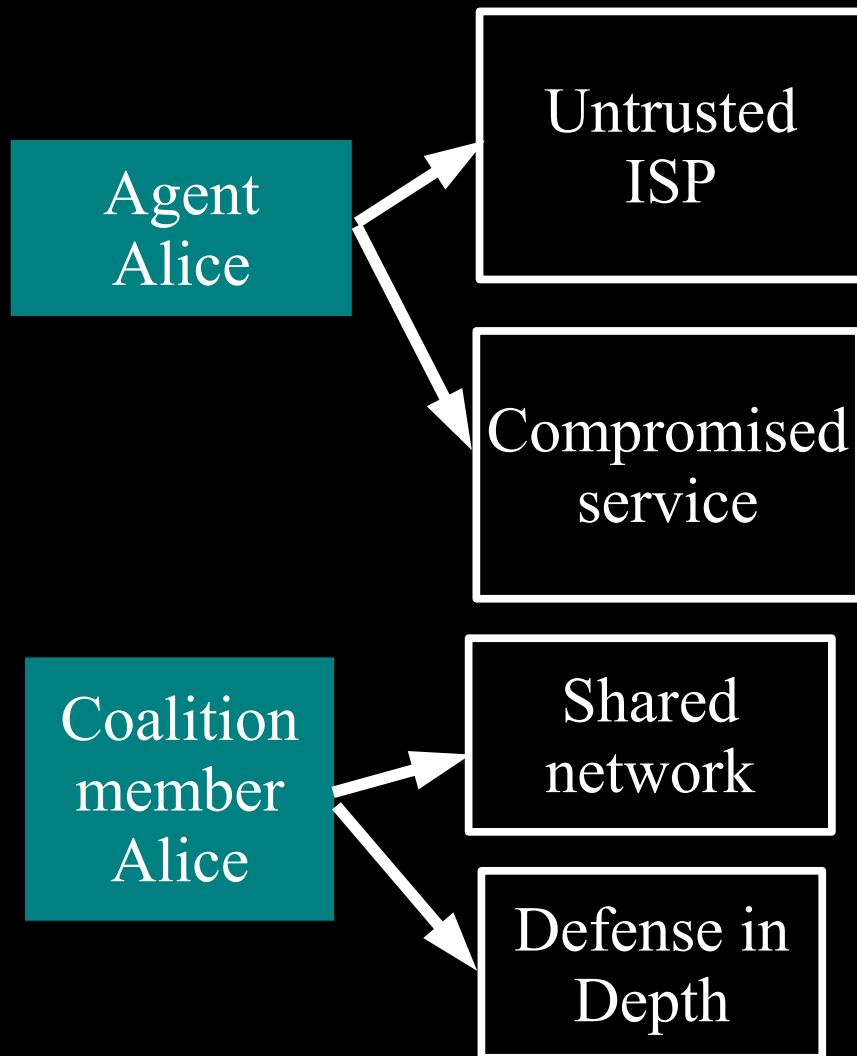 Agent
Alice
Untrusted
ISP
Compromised
service
Coalition
member
Alice
Shared
network
Defense in
Depth